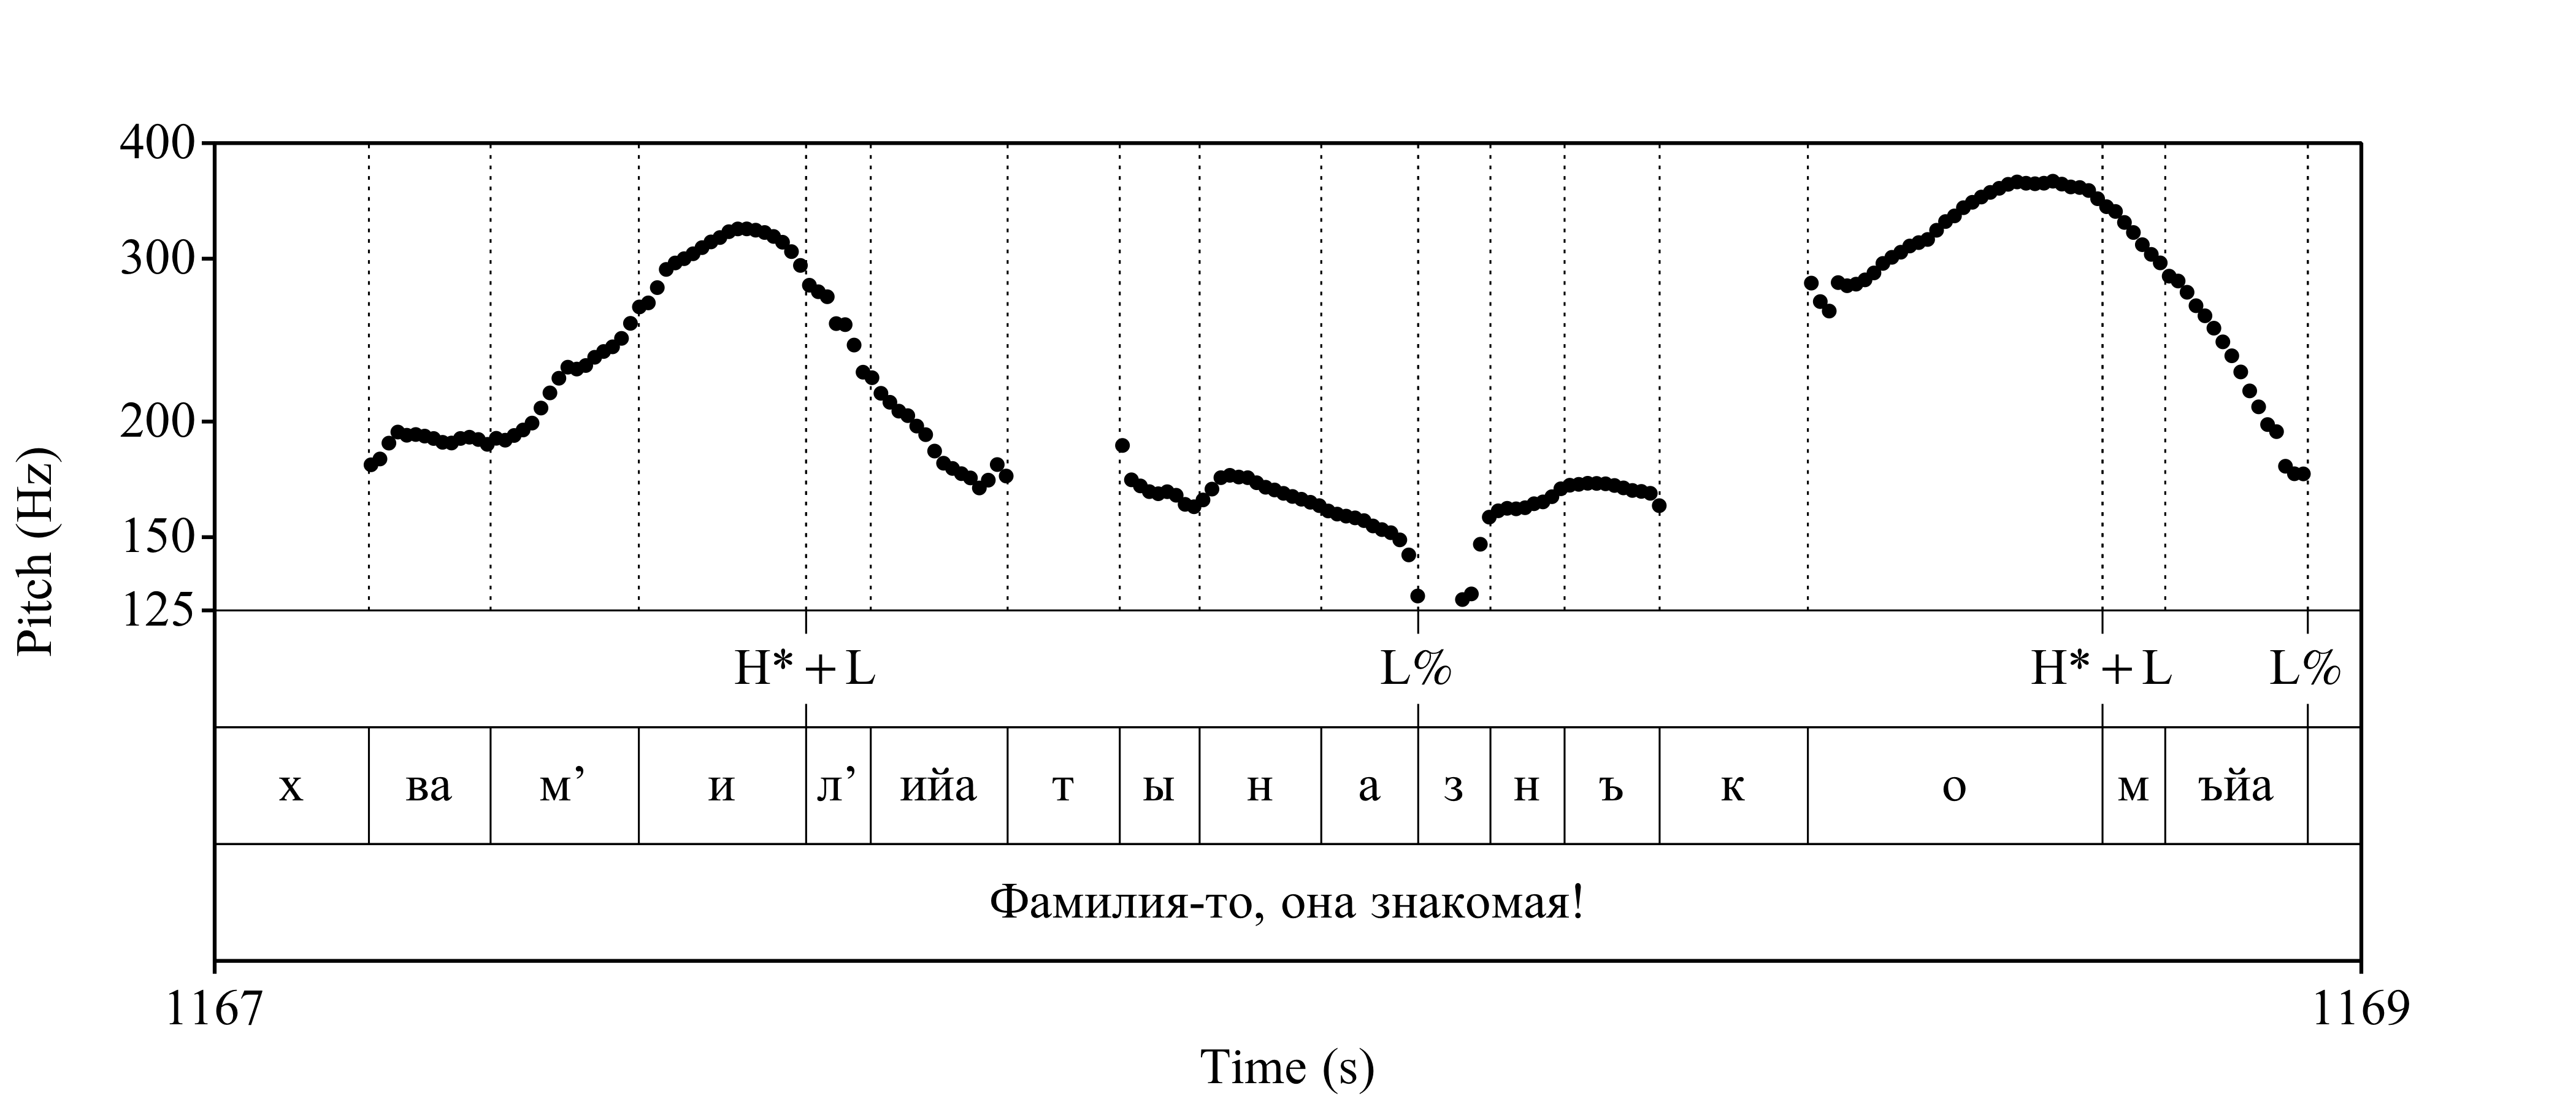 400
300
200
150
125
Pitch (Hz)
H* + L L% H* + L L%
х ва м’ и л’ ийа т ы н а з н ъ к о м ъйа
Фамилия-то, она знакомая!
1167 1169
Time (s)